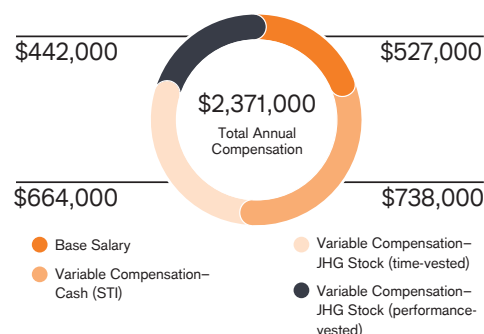 $442,000
$527,000
$2,371,000
Total Annual
Compensation
$664,000
$738,000
Base Salary
Variable Compensation–
Cash (STI)
Variable Compensation–
JHG Stock (time-vested)
Variable Compensation–
JHG Stock (performance-
vested)